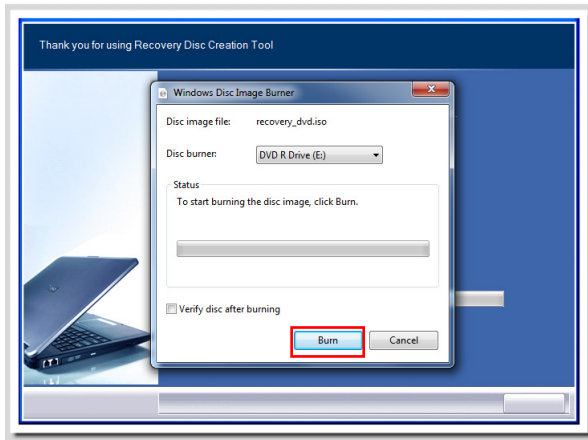 Thank you for using Recovery Disc Creation Tool
Windows Disc Image Burner
Disc image file: recovery_dvd.iso
Disc burner: DVD R Drive (E:)
Status
To start burning the disc image, click Burn.
Verify disc after burning
Burn Cancel